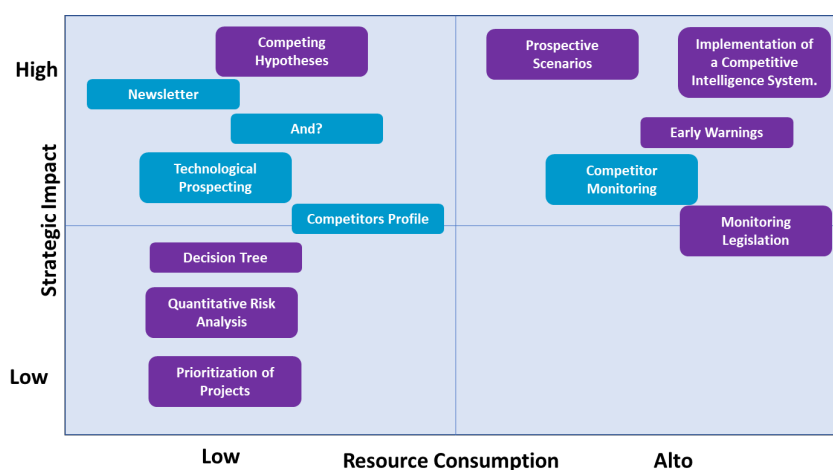 High
Competing
Hypotheses
Prospective
Scenarios
Implementation of
a Competitive
Intelligence System.
Newsletter
And?
Early Warnings
Technological
Prospecting
Competitor
Monitoring
Strategic Impact
Competitors Profile
Monitoring
Legislation
Decision Tree
Quantitative Risk
Analysis
Low
Prioritization of
Projects
Low
Resource Consumption
Alto